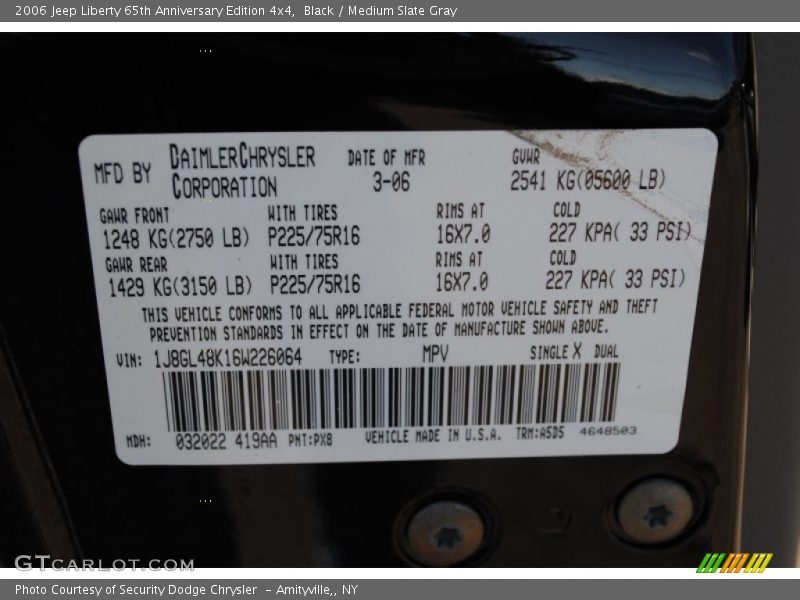 2006 Jeep Liberty 65th Anniversary Edition 4x4, Black / Medium Slate Gray
MFD BY DAIMLERCHRYSLER CORPORATION DATE OF MFR 3-06 GVWR 2541 KG(05600 LB)
GAWR FRONT WITH TIRES RIMS AT COLD
1248 KG(2750 LB) P225/75R16 16X7.0 227 KPA( 33 PSI)
GAWR REAR WITH TIRES RIMS AT COLD
1429 KG(3150 LB) P225/75R16 16X7.0 227 KPA( 33 PSI)
THIS VEHICLE CONFORMS TO ALL APPLICABLE FEDERAL MOTOR VEHICLE SAFETY AND THEFT
PREVENTION STANDARDS IN EFFECT ON THE DATE OF MANUFACTURE SHOWN ABOVE.
VIN: 1J8GL48K16W226064 TYPE: MPV SINGLE X DUAL
MDH: 032022 419AA PNT:PX8 VEHICLE MADE IN U.S.A. TRM:A5D5 4648503
GTCARLOT.COM
Photo Courtesy of Security Dodge Chrysler - Amityville,, NY